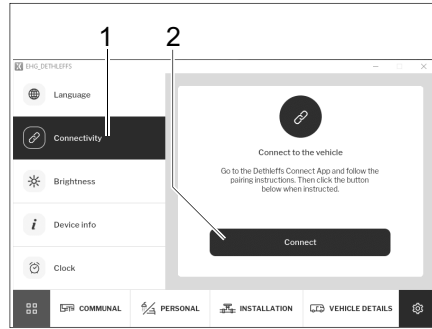 1
2
EHG_DETHLEFFS
Language
Connectivity
Brightness
Device info
Clock
Connect to the vehicle
Go to the Dethleffs Connect App and follow the
pairing instructions. Then click the button
below when instructed.
Connect
COMMUNAL
PERSONAL
INSTALLATION
VEHICLE DETAILS